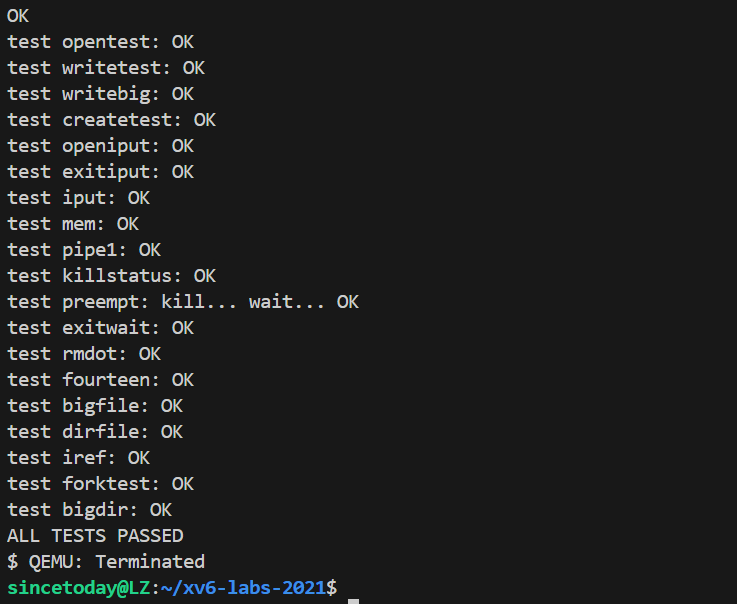 OK
test opentest: OK
test writetest: OK
test writebig: OK
test createtest: OK
test openiput: OK
test exitiput: OK
test iput: OK
test mem: OK
test pipe1: OK
test killstatus: OK
test preempt: kill... wait... OK
test exitwait: OK
test rmdot: OK
test fourteen: OK
test bigfile: OK
test dirfile: OK
test iref: OK
test forktest: OK
test bigdir: OK
ALL TESTS PASSED
$ QEMU: Terminated
sincetoday@LZ:~/xv6-labs-2021$